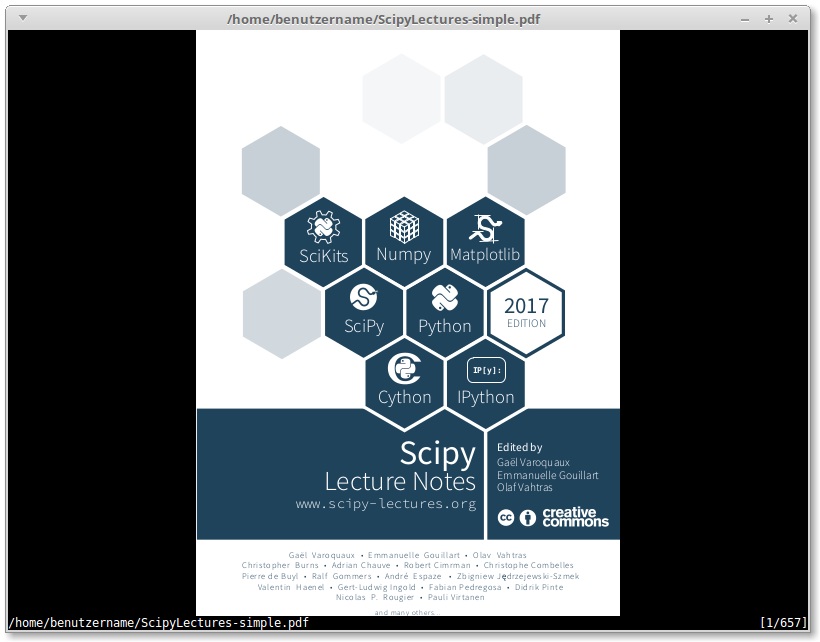 /home/benutzername/ScipyLectures-simple.pdf
SciKits
Numpy
Matplotlib
SciPy
Python
2017
EDITION
Cython
IP[y]:
IPython
Scipy
Lecture Notes
www.scipy-lectures.org
Edited by
Gaël Varoquaux
Emmanuelle Gouillart
Olaf Vahtras
cc creative
commons
Gaël Varoquaux • Emmanuelle Gouillart • Olav Vahtras
Christopher Burns • Adrian Chauve • Robert Cimrman • Christophe Combelles
Pierre de Buyl • Ralf Gommers • André Espaze • Zbigniew Jędrzejewski-Szmek
Valentin Haenel • Gert-Ludwig Ingold • Fabian Pedregosa • Didrik Pinte
Nicolas P. Rougier • Pauli Virtanen
and many others...
/home/benutzername/ScipyLectures-simple.pdf [1/657]